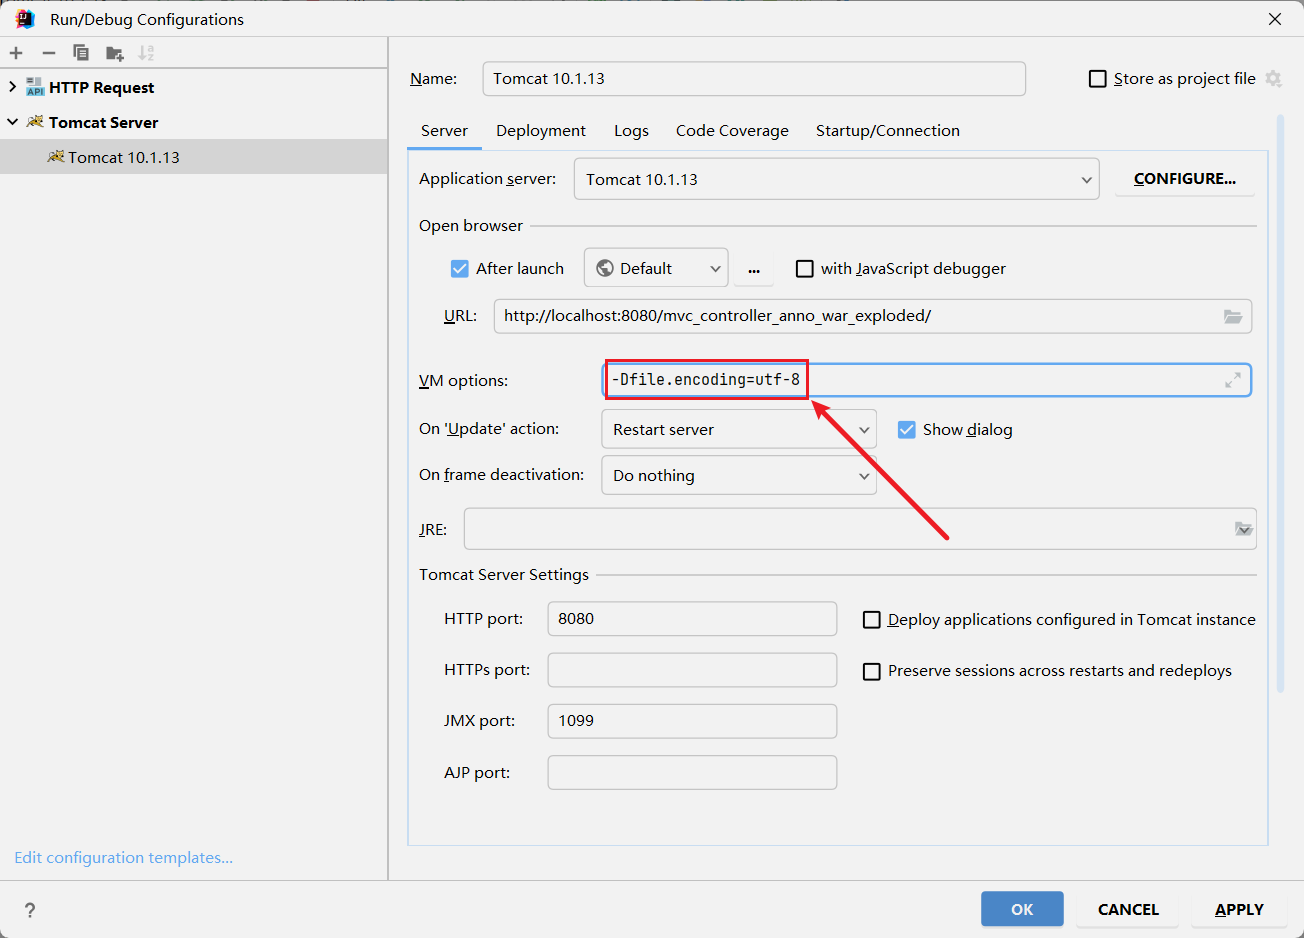 Run/Debug Configurations
HTTP Request
Tomcat Server
Tomcat 10.1.13
Edit configuration templates...
Name: Tomcat 10.1.13 Store as project file
Server Deployment Logs Code Coverage Startup/Connection
Application server: Tomcat 10.1.13 CONFIGURE...
Open browser
After launch Default ... with JavaScript debugger
URL: http://localhost:8080/mvc_controller_anno_war_exploded/
VM options: -Dfile.encoding=utf-8
On 'Update' action: Restart server Show dialog
On frame deactivation: Do nothing
JRE:
Tomcat Server Settings
HTTP port: 8080 Deploy applications configured in Tomcat instance
HTTPs port: Preserve sessions across restarts and redeploys
JMX port: 1099
AJP port:
? OK CANCEL APPLY